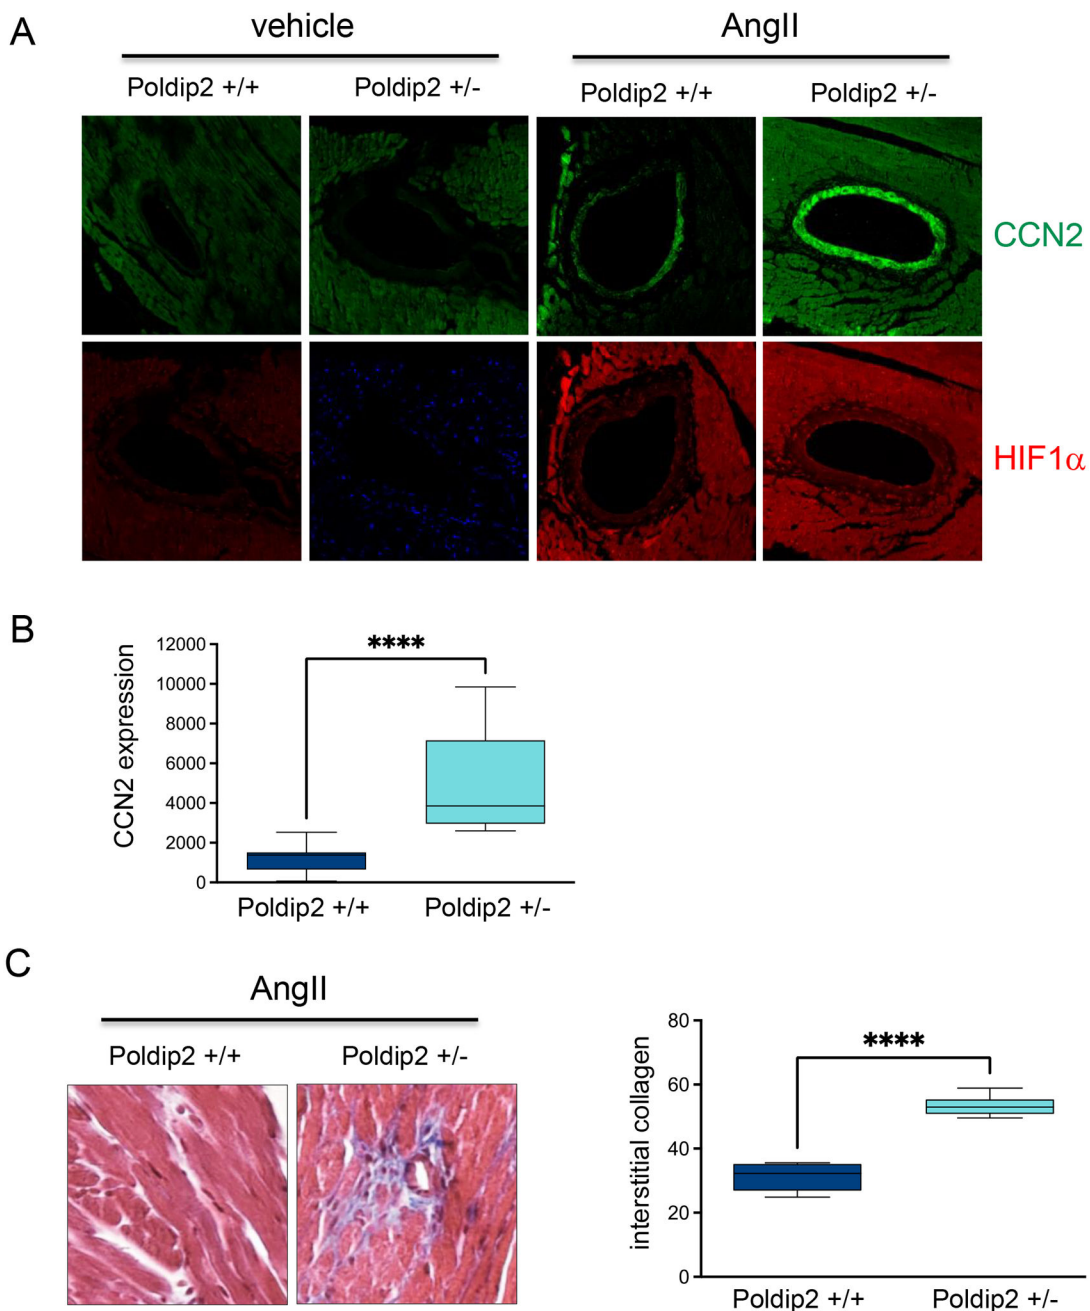 A
vehicle
AngII
Poldip2 +/+
Poldip2 +/-
Poldip2 +/+
Poldip2 +/-
CCN2
HIF1α
B
****
12000
10000
8000
6000
4000
2000
0
CCN2 expression
Poldip2 +/+
Poldip2 +/-
C
AngII
Poldip2 +/+
Poldip2 +/-
80
60
40
20
0
****
interstitial collagen
Poldip2 +/+
Poldip2 +/-